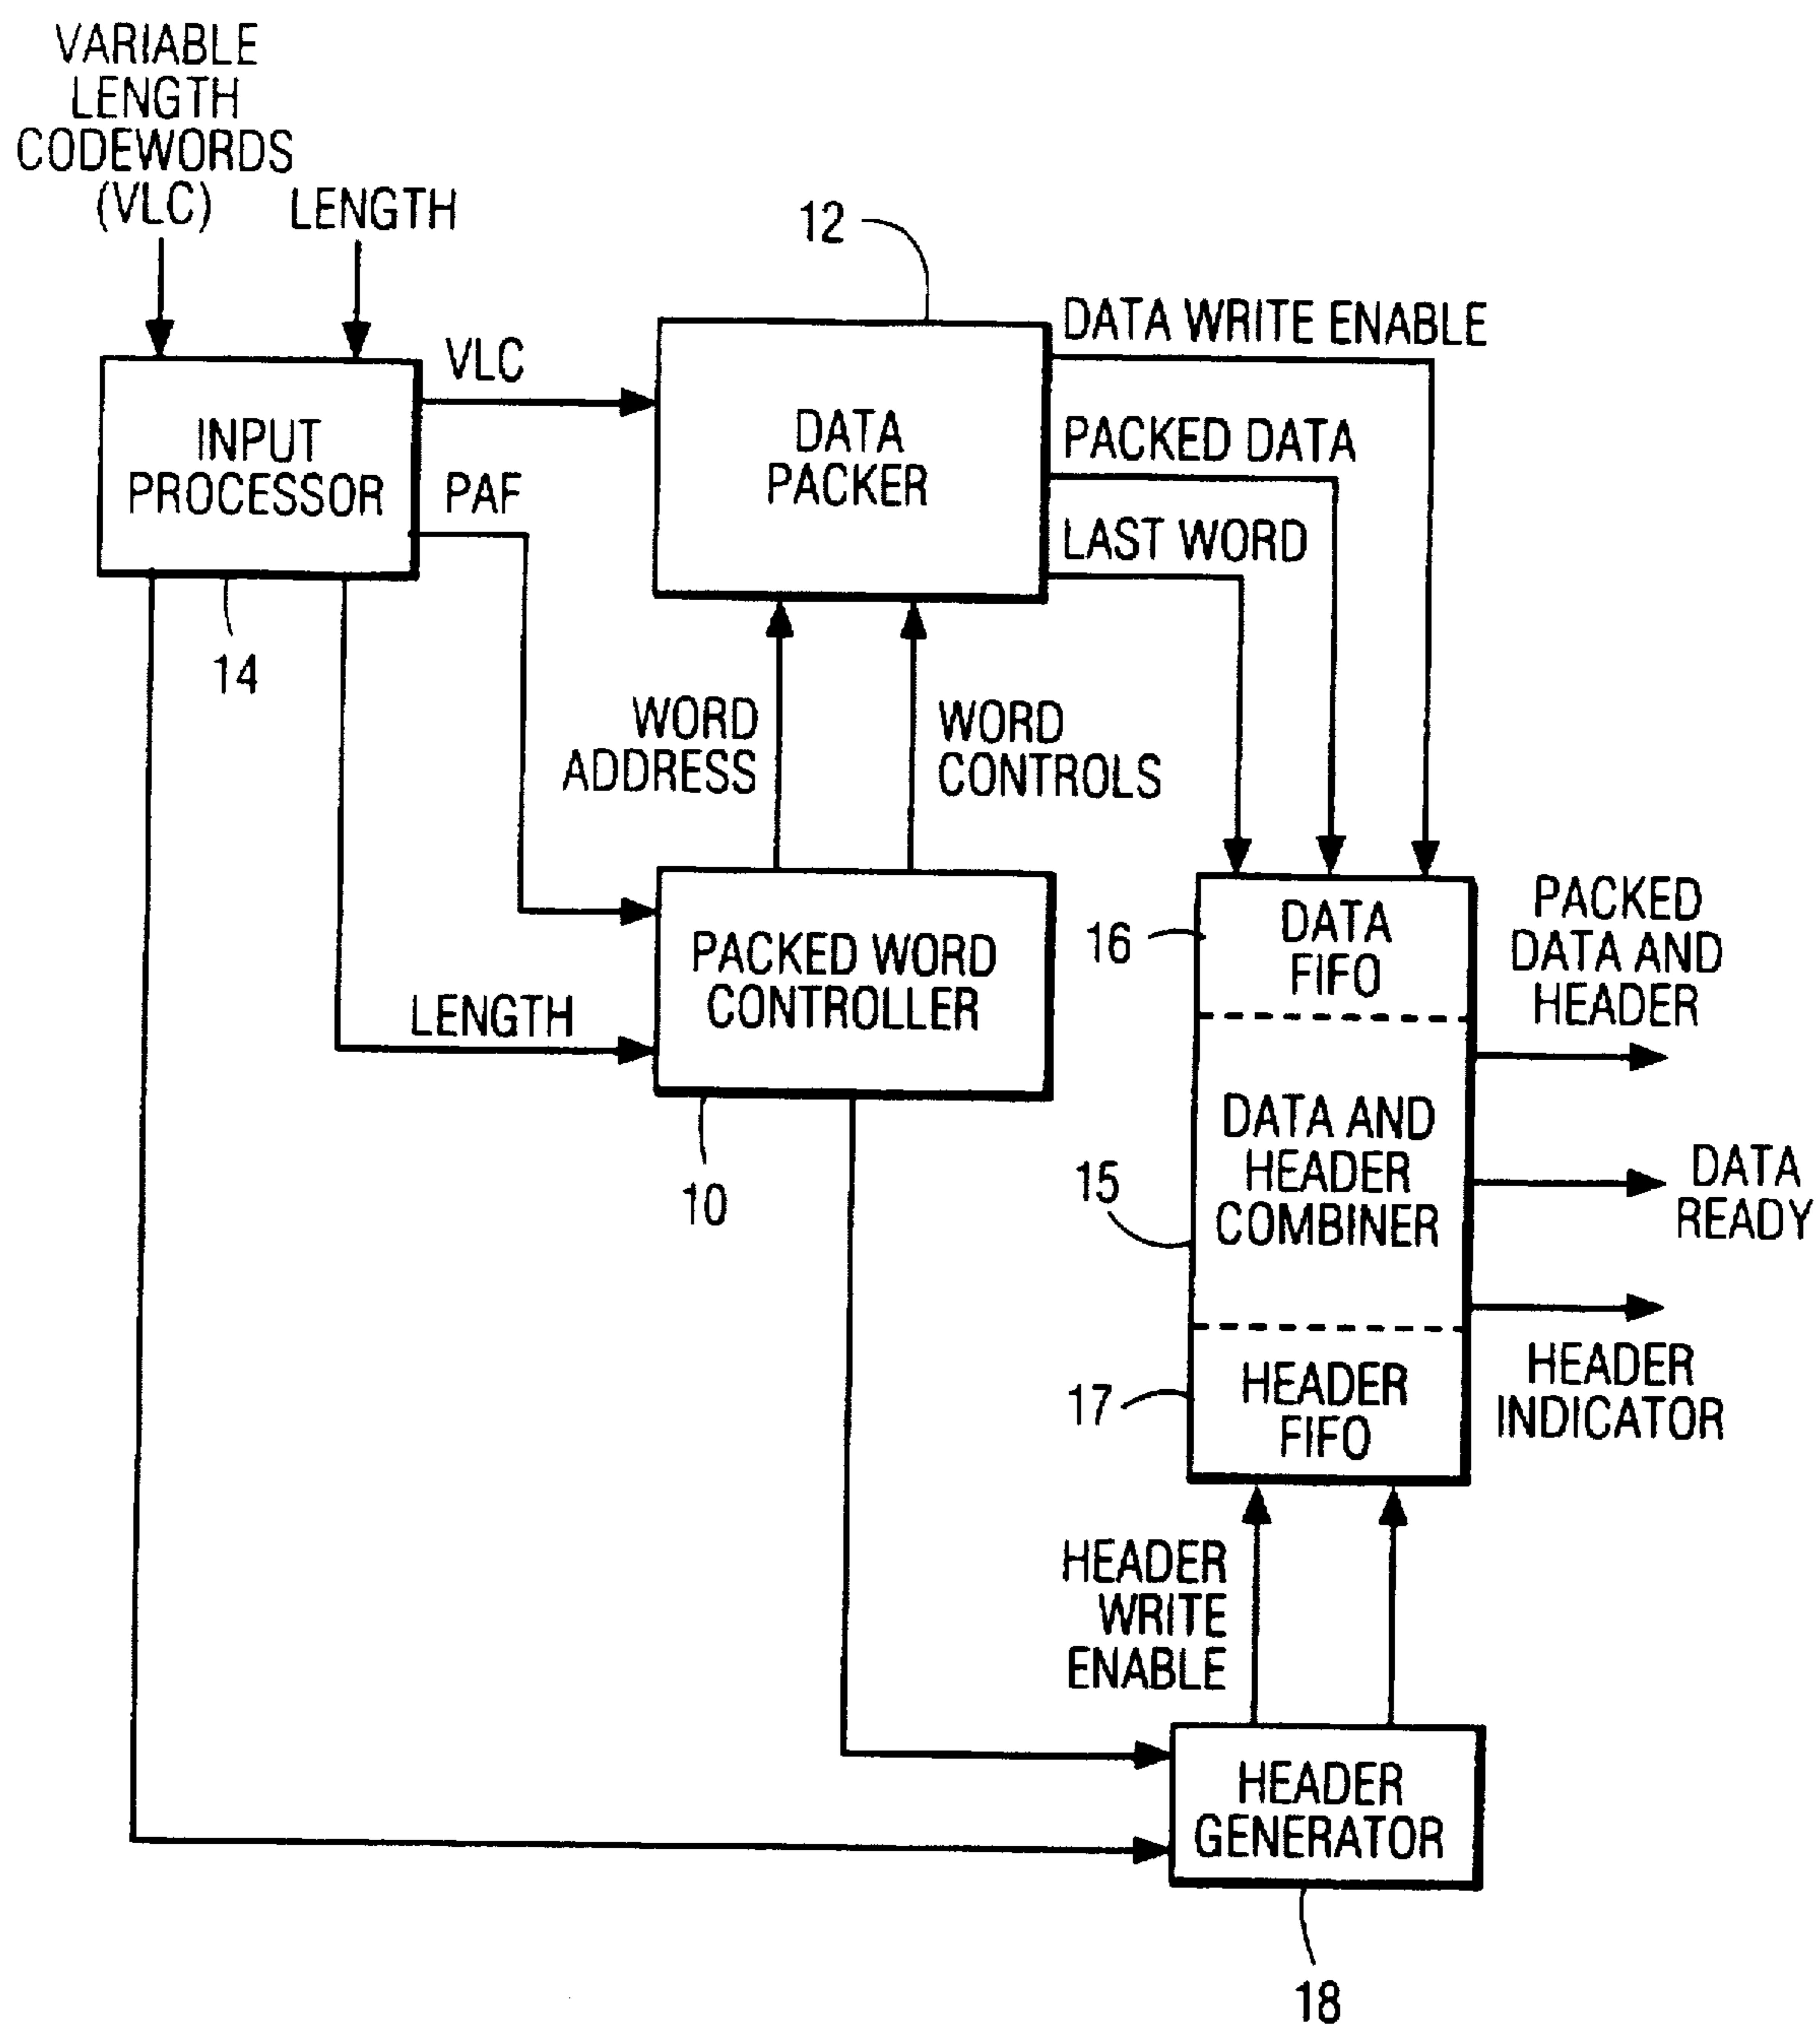 VARIABLE
LENGTH
CODEWORDS
(VLC)
LENGTH
12
DATA WRITE ENABLE
VLC
INPUT
PROCESSOR
DATA
PACKER
PACKED DATA
PAF
LAST WORD
14
WORD
ADDRESS
WORD
CONTROLS
PACKED WORD
CONTROLLER
LENGTH
10
16
DATA
FIFO
PACKED
DATA AND
HEADER
15
DATA AND
HEADER
COMBINER
DATA
READY
17
HEADER
FIFO
HEADER
INDICATOR
HEADER
WRITE
ENABLE
HEADER
GENERATOR
18